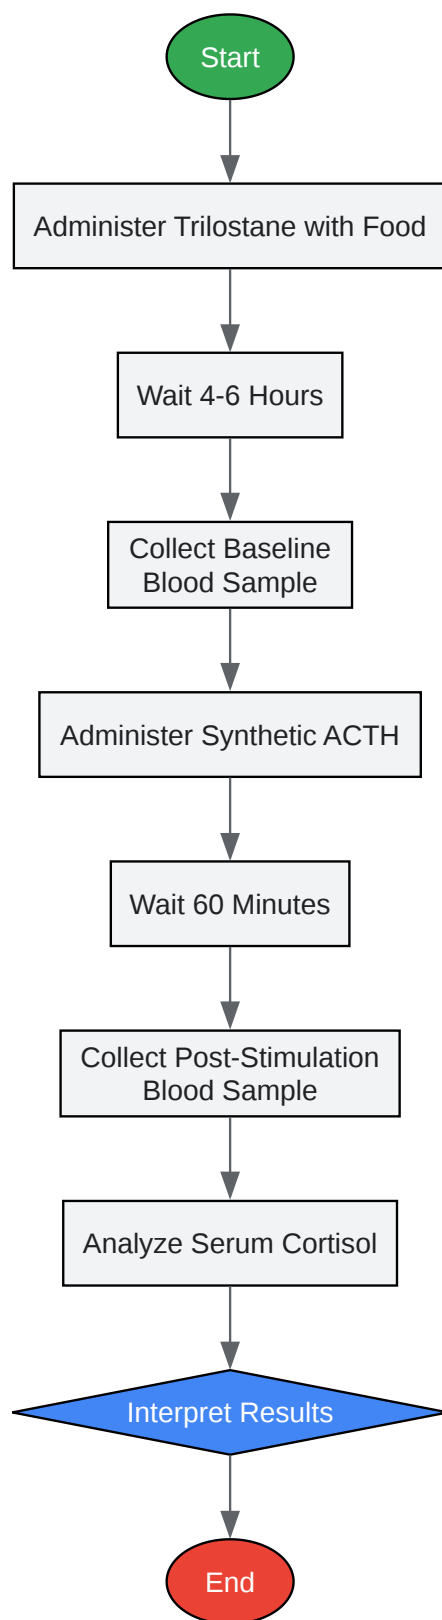 Start
Administer Trilostane with Food
Wait 4-6 Hours
Collect Baseline
Blood Sample
Administer Synthetic ACTH
Wait 60 Minutes
Collect Post-Stimulation
Blood Sample
Analyze Serum Cortisol
Interpret Results
End